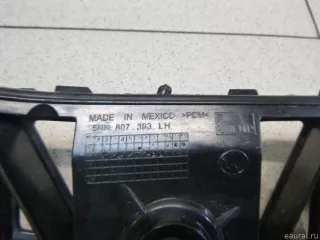 MADE IN MEXICO >PCM<
5NN 807 393 LH
eaural.ru